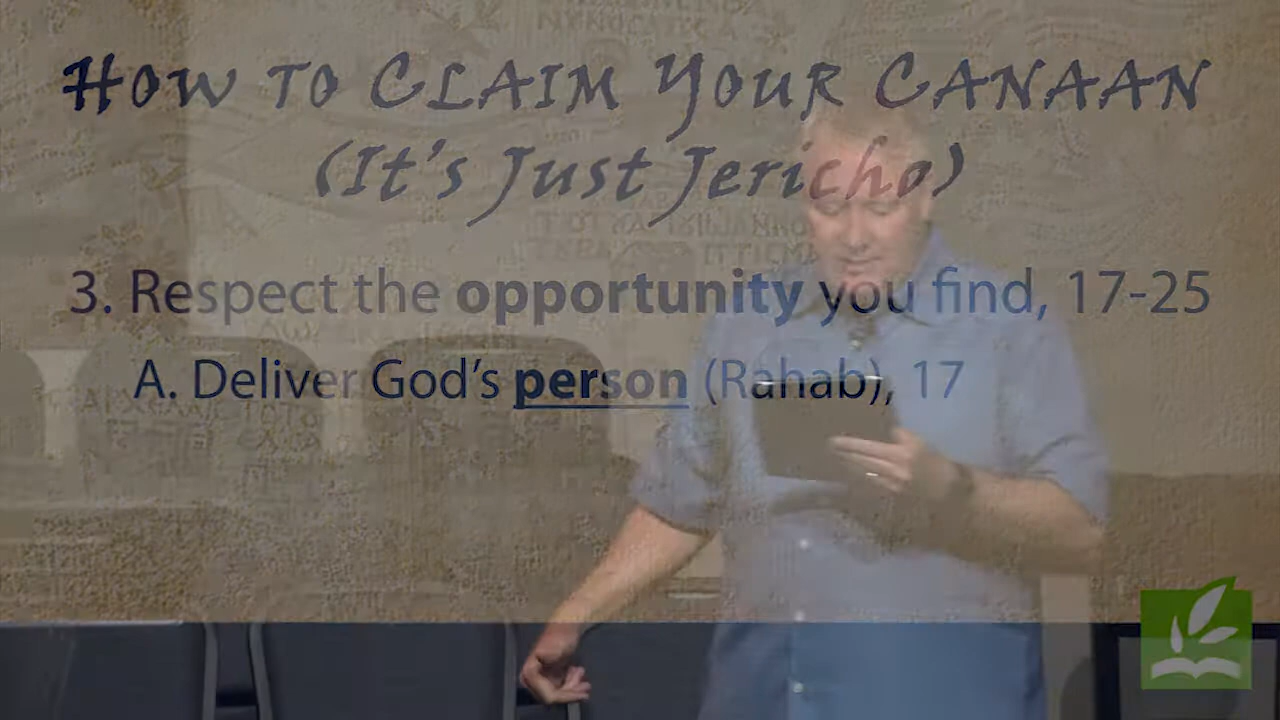 How to Claim Your Canaan
(It's Just Jericho)
3. Respect the opportunity you find, 17-25
A. Deliver God's person (Rahab), 17